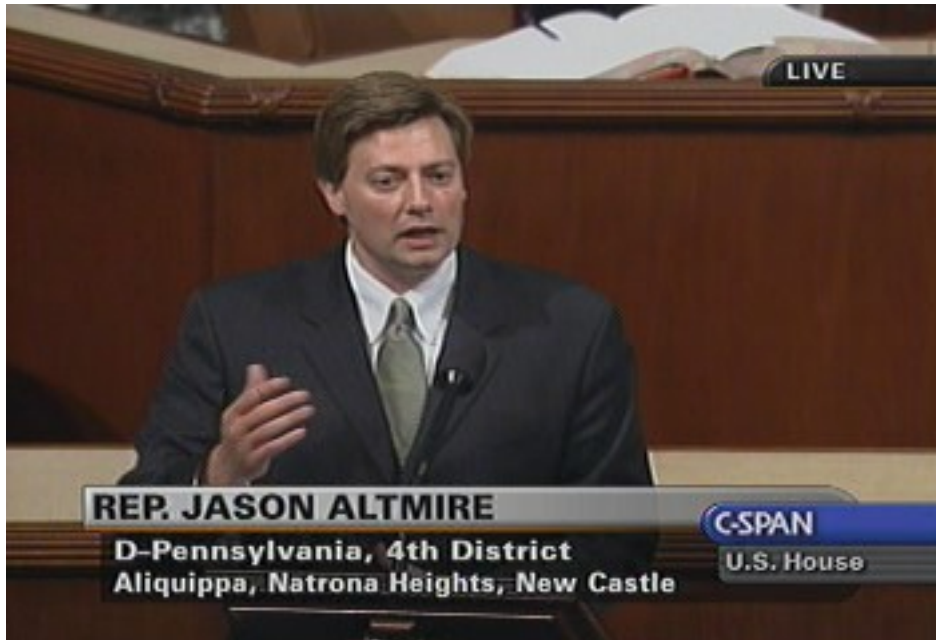 LIVE
REP. JASON ALTMIRE
D–Pennsylvania, 4th District
Aliquippa, Natrona Heights, New Castle
C-SPAN
U.S. House